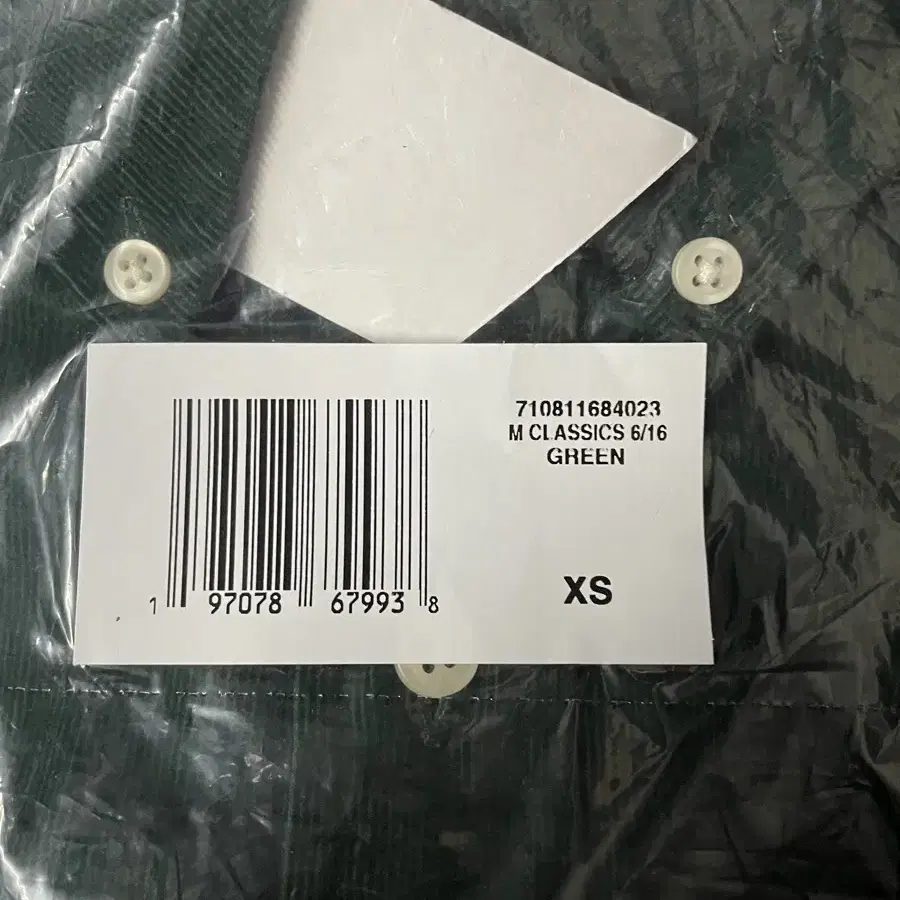 710811684023
M CLASSICS 6/16
GREEN
XS
1 97078 67993 8